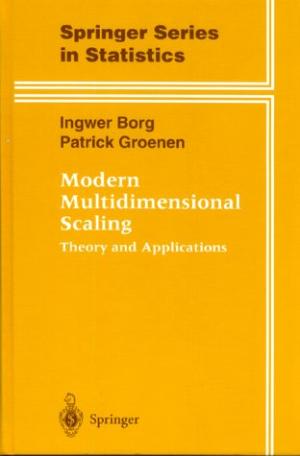 Springer Series
in Statistics
Ingwer Borg
Patrick Groenen
Modern
Multidimensional
Scaling
Theory and Applications
Springer